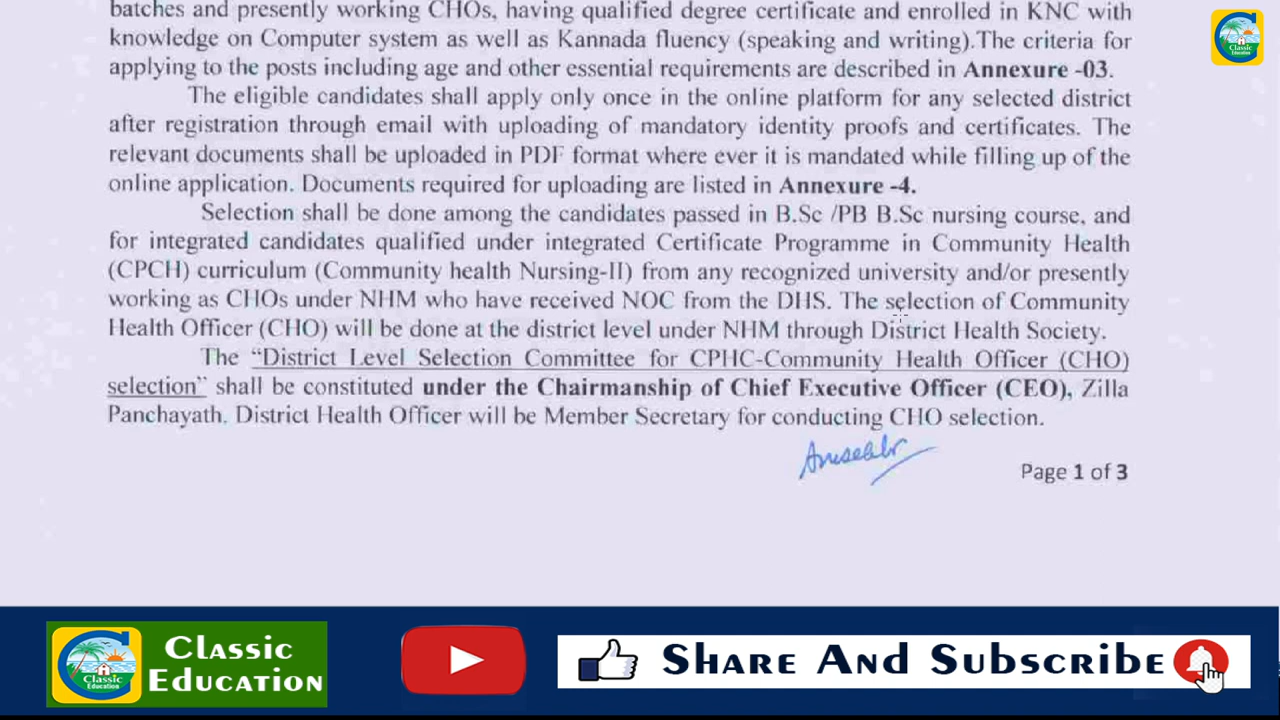 batches and presently working CHOs, having qualified degree certificate and enrolled in KNC with
knowledge on Computer system as well as Kannada fluency (speaking and writing).The criteria for
applying to the posts including age and other essential requirements are described in Annexure -03.
The eligible candidates shall apply only once in the online platform for any selected district
after registration through email with uploading of mandatory identity proofs and certificates. The
relevant documents shall be uploaded in PDF format where ever it is mandated while filling up of the
online application. Documents required for uploading are listed in Annexure -4.
Selection shall be done among the candidates passed in B.Sc /PB B.Sc nursing course, and
for integrated candidates qualified under integrated Certificate Programme in Community Health
(CPCH) curriculum (Community health Nursing-II) from any recognized university and/or presently
working as CHOs under NHM who have received NOC from the DHS. The selection of Community
Health Officer (CHO) will be done at the district level under NHM through District Health Society.
The “District Level Selection Committee for CPHC-Community Health Officer (CHO)
selection” shall be constituted under the Chairmanship of Chief Executive Officer (CEO), Zilla
Panchayath. District Health Officer will be Member Secretary for conducting CHO selection.
Page 1 of 3
Classic
Education
Classic
Education
Classic
Education
Share And Subscribe